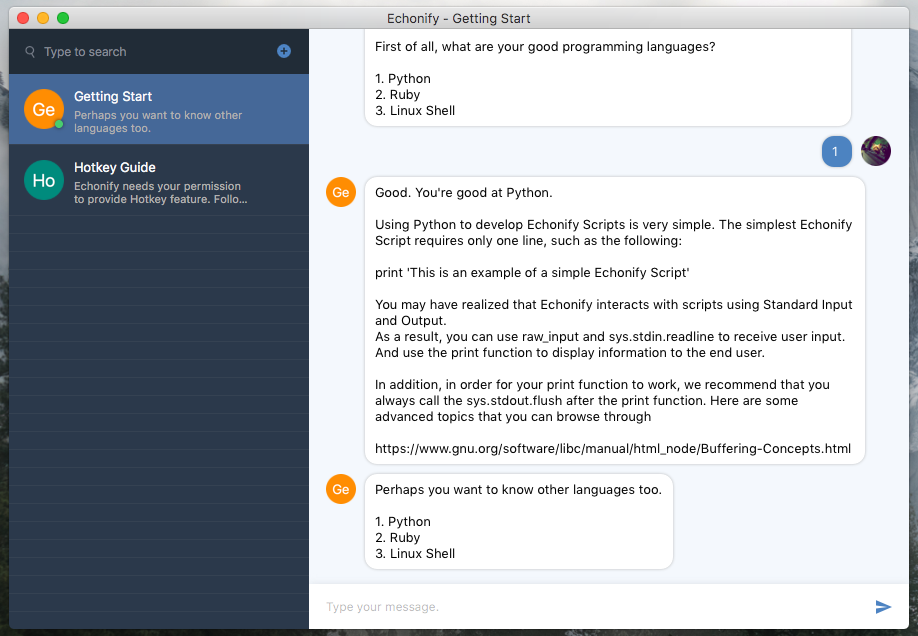 Echonify - Getting Start
Type to search
Ge
Getting Start
Perhaps you want to know other
languages too.
Ho
Hotkey Guide
Echonify needs your permission
to provide Hotkey feature. Follo...
First of all, what are your good programming languages?
1. Python
2. Ruby
3. Linux Shell
1
Ge
Good. You're good at Python.
Using Python to develop Echonify Scripts is very simple. The simplest Echonify
Script requires only one line, such as the following:
print 'This is an example of a simple Echonify Script'
You may have realized that Echonify interacts with scripts using Standard Input
and Output.
As a result, you can use raw_input and sys.stdin.readline to receive user input.
And use the print function to display information to the end user.
In addition, in order for your print function to work, we recommend that you
always call the sys.stdout.flush after the print function. Here are some
advanced topics that you can browse through
https://www.gnu.org/software/libc/manual/html_node/Buffering-Concepts.html
Ge
Perhaps you want to know other languages too.
1. Python
2. Ruby
3. Linux Shell
Type your message.